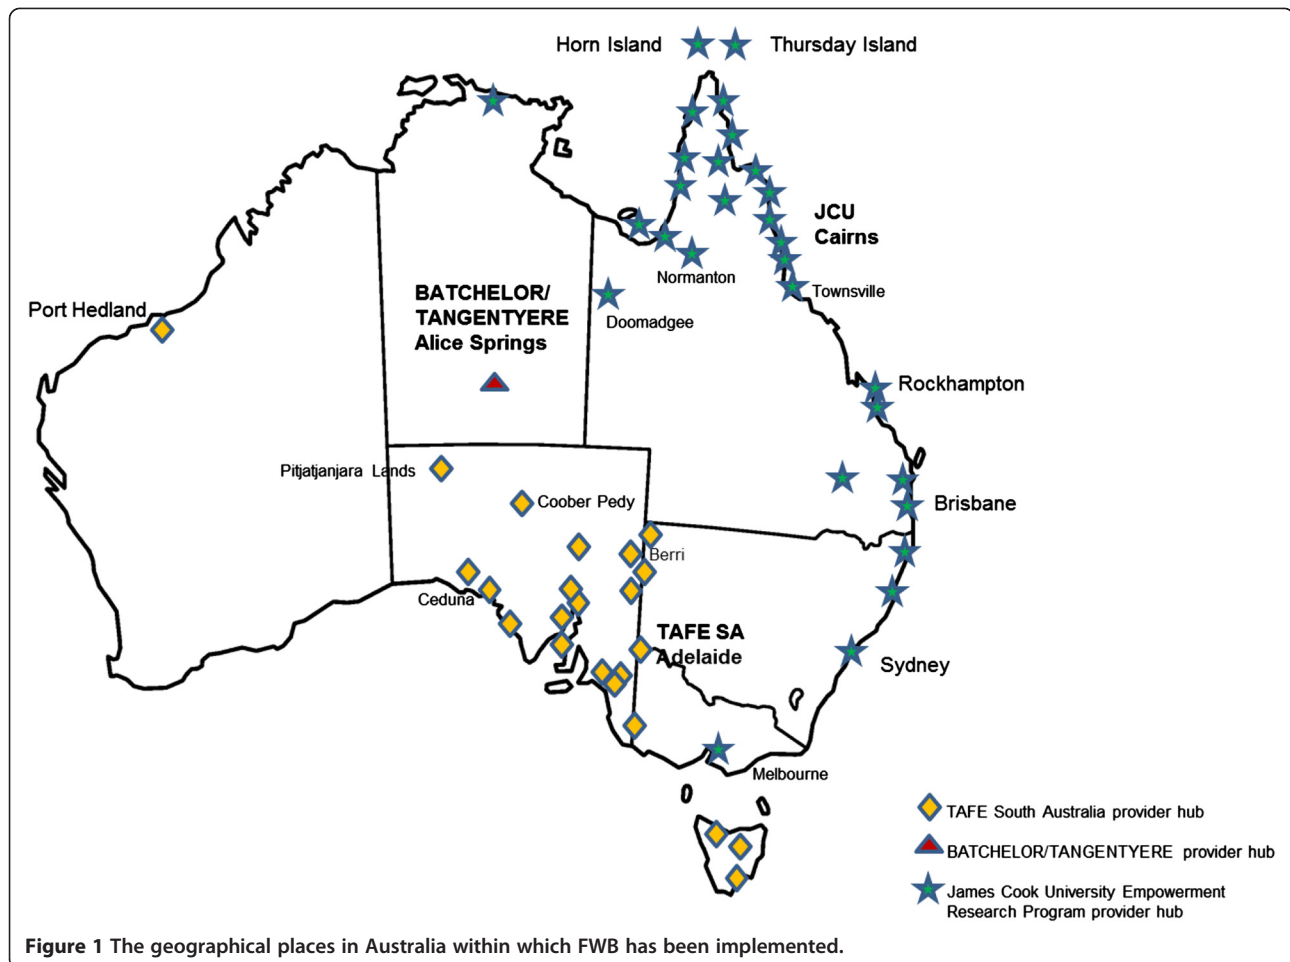 Horn Island
Thursday Island
JCU
Cairns
Normanton
Townsville
Port Hedland
BATCHELOR/
TANGENTYERE
Alice Springs
Doomadgee
Rockhampton
Pitjatjanjara Lands
Coober Pedy
Brisbane
Berri
Ceduna
TAFE SA
Adelaide
Sydney
Melbourne
TAFE South Australia provider hub
BATCHELOR/TANGENTYERE provider hub
James Cook University Empowerment
Research Program provider hub
Figure 1 The geographical places in Australia within which FWB has been implemented.